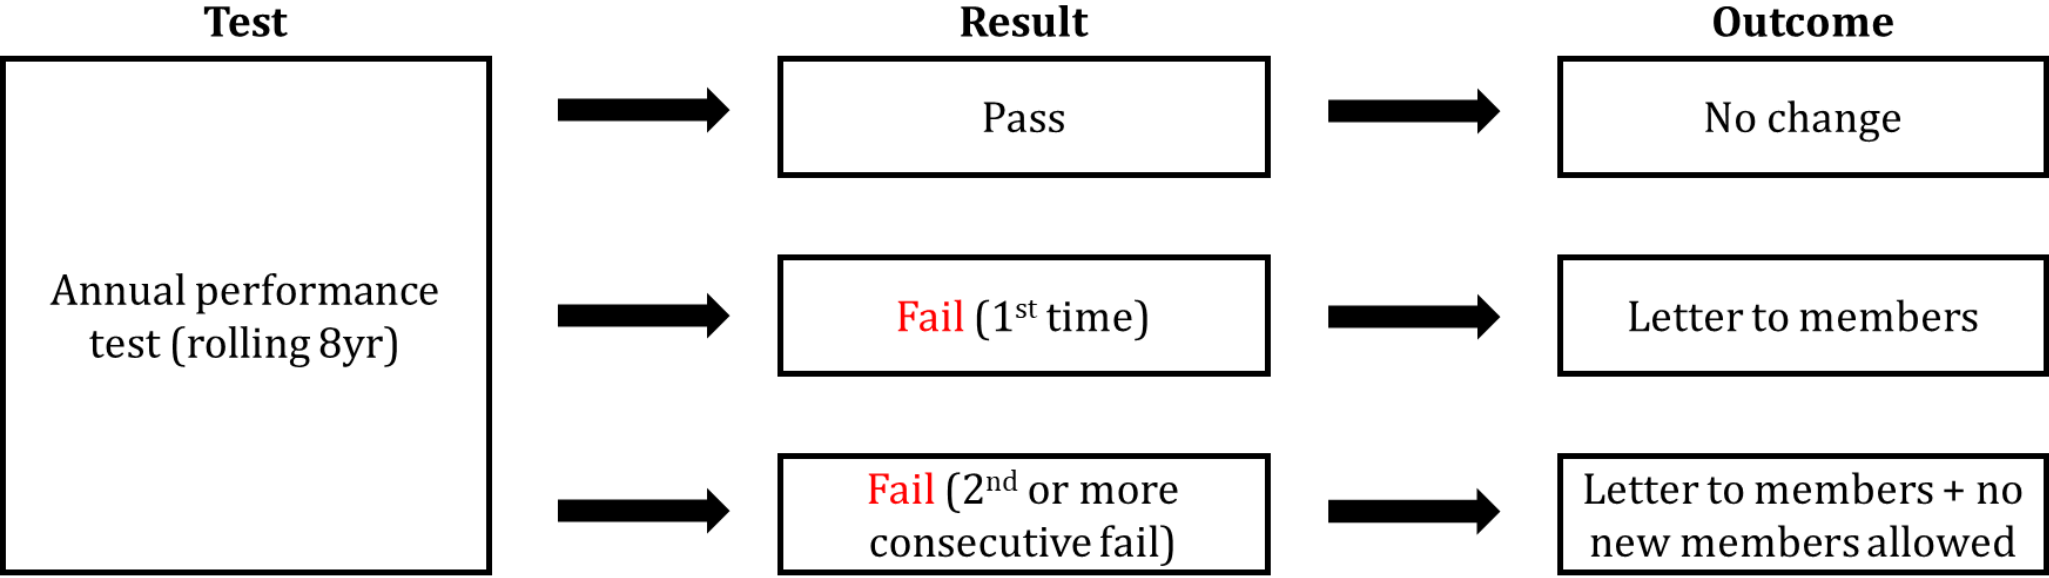 Test
Result
Outcome
Annual performance
test (rolling 8yr)
Pass
No change
Fail (1st time)
Letter to members
Fail (2nd or more
consecutive fail)
Letter to members + no
new members allowed